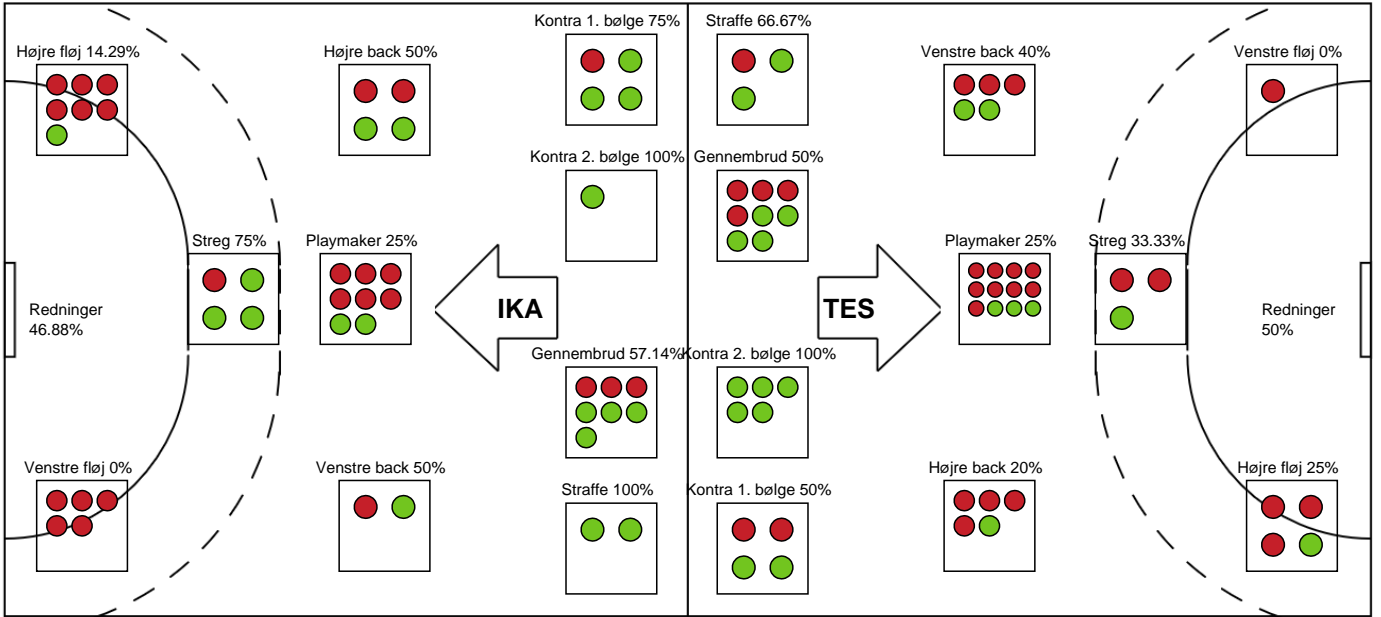 Kontra 1. bølge 75%
Straffe 66.67%
Højre fløj 14.29%
Højre back 50%
Venstre back 40%
Venstre fløj 0%
Kontra 2. bølge 100%
Gennembrud 50%
Streg 75%
Playmaker 25%
Playmaker 25%
Streg 33.33%
Redninger
46.88%
IKA
TES
Redninger
50%
Gennembrud 57.14%
Kontra 2. bølge 100%
Venstre fløj 0%
Venstre back 50%
Straffe 100%
Kontra 1. bølge 50%
Højre back 20%
Højre fløj 25%